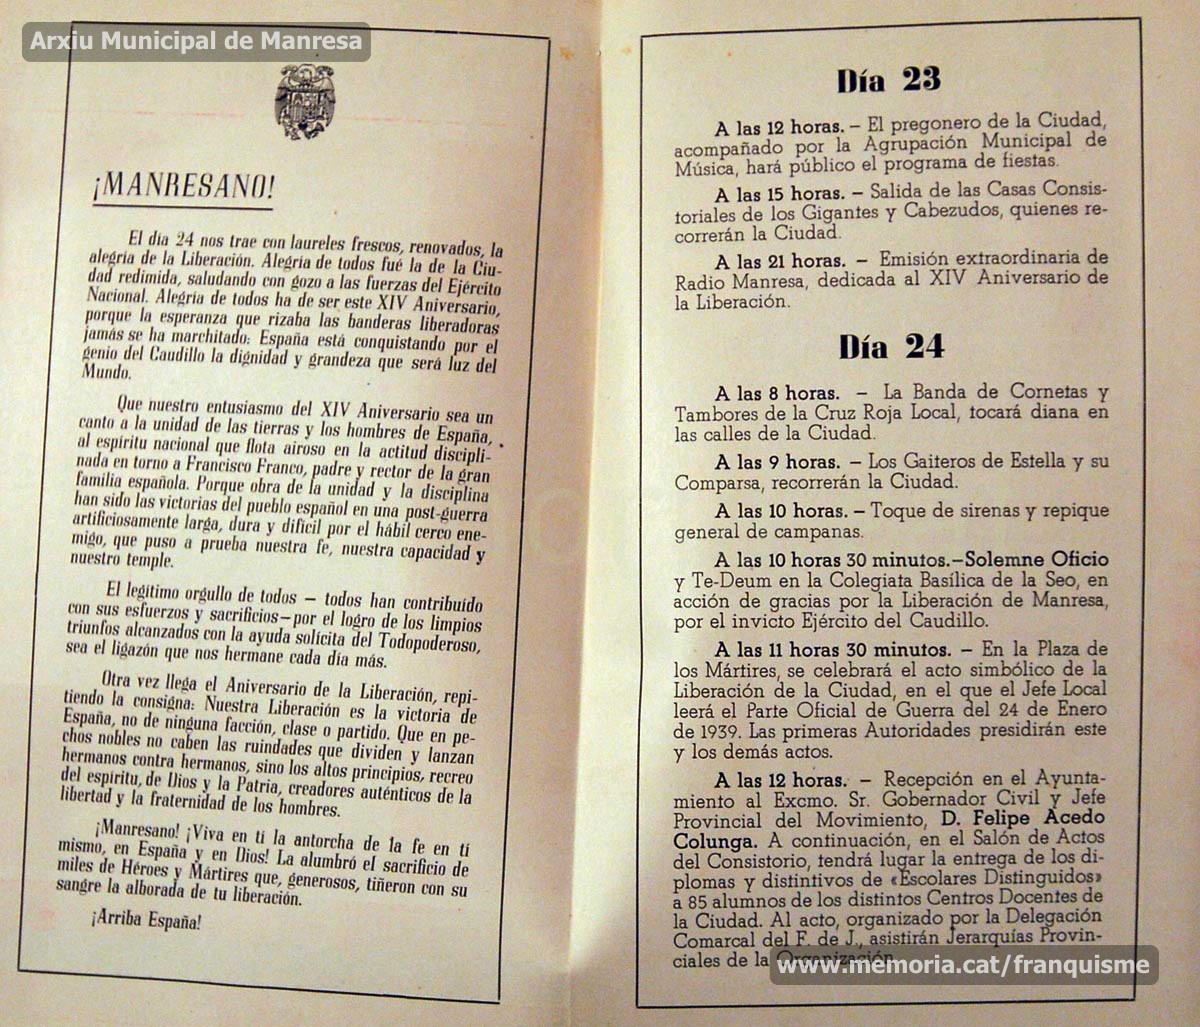 Arxiu Municipal de Manresa
¡MANRESANO!
El día 24 nos trae con laureles frescos, renovados, la
alegría de la Liberación. Alegría de todos fué la de la Ciu-
dad redimida, saludando con gozo a las fuerzas del Ejército
Nacional. Alegría de todos ha de ser este XIV Aniversario,
porque la esperanza que rizaba las banderas liberadoras
jamás se ha marchitado: España está conquistando por el
genio del Caudillo la dignidad y grandeza que será luz del
Mundo.
Que nuestro entusiasmo del XIV Aniversario sea un
canto a la unidad de las tierras y los hombres de España,
al espíritu nacional que flota airoso en la actitud discipli-
nada en torno a Francisco Franco, padre y rector de la gran
familia española. Porque obra de la unidad y la disciplina
han sido las victorias del pueblo español en una post-guerra
artificiosamente larga, dura y difícil por el hábil cerco ene-
migo, que puso a prueba nuestra fe, nuestra capacidad y
nuestro temple.
El legítimo orgullo de todos — todos han contribuído
con sus esfuerzos y sacrificios — por el logro de los limpios
triunfos alcanzados con la ayuda solícita del Todopoderoso,
sea el ligazón que nos hermane cada día más.
Otra vez llega el Aniversario de la Liberación, repi-
tiendo la consigna: Nuestra Liberación es la victoria de
España, no de ninguna facción, clase o partido. Que en pe-
chos nobles no caben las ruindades que dividen y lanzan
hermanos contra hermanos, sino los altos principios, recreo
del espíritu, de Dios y la Patria, creadores auténticos de la
libertad y la fraternidad de los hombres.
¡Manresano! ¡Viva en tí la antorcha de la fe en tí
mismo, en España y en Dios! La alumbró el sacrificio de
miles de Héroes y Mártires que, generosos, tiñeron con su
sangre la alborada de tu liberación.
¡Arriba España!
Día 23
A las 12 horas. – El pregonero de la Ciudad,
acompañado por la Agrupación Municipal de
Música, hará público el programa de fiestas.
A las 15 horas. – Salida de las Casas Consis-
toriales de los Gigantes y Cabezudos, quienes re-
correrán la Ciudad.
A las 21 horas. – Emisión extraordinaria de
Radio Manresa, dedicada al XIV Aniversario de
la Liberación.
Día 24
A las 8 horas. – La Banda de Cornetas y
Tambores de la Cruz Roja Local, tocará diana en
las calles de la Ciudad.
A las 9 horas. – Los Gaiteros de Estella y su
Comparsa, recorrerán la Ciudad.
A las 10 horas. – Toque de sirenas y repique
general de campanas.
A las 10 horas 30 minutos.–Solemne Oficio
y Te-Deum en la Colegiata Basílica de la Seo, en
acción de gracias por la Liberación de Manresa,
por el invicto Ejército del Caudillo.
A las 11 horas 30 minutos. – En la Plaza de
los Mártires, se celebrará el acto simbólico de la
Liberación de la Ciudad, en el que el Jefe Local
leerá el Parte Oficial de Guerra del 24 de Enero
de 1939. Las primeras Autoridades presidirán este
y los demás actos.
A las 12 horas. – Recepción en el Ayunta-
miento al Excmo. Sr. Gobernador Civil y Jefe
Provincial del Movimiento, D. Felipe Acedo
Colunga. A continuación, en el Salón de Actos
del Consistorio, tendrá lugar la entrega de los di-
plomas y distintivos de «Escolares Distinguidos»
a 85 alumnos de los distintos Centros Docentes de
la Ciudad. Al acto, organizado por la Delegación
Comarcal del F. de J., asistirán Jerarquías Provin-
ciales de la Organización.
www.memoria.cat/franquisme